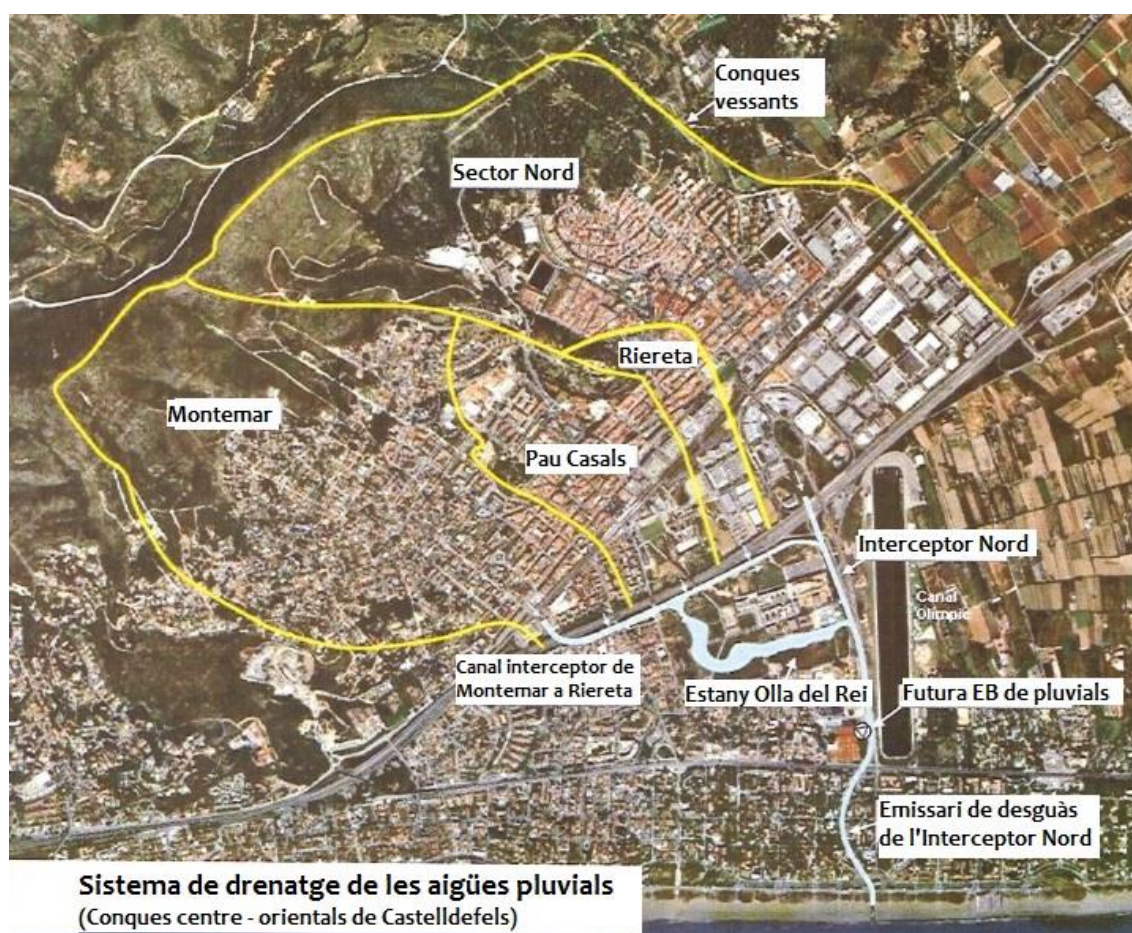 Conques
vessants
Sector Nord
Riereta
Montemar
Pau Casals
Interceptor Nord
Canal
Olímpic
Canal interceptor de
Montemar a Riereta
Estany Olla del Rei
Futura EB de pluvials
Emissari de desguàs
de l'Interceptor Nord
Sistema de drenatge de les aigües pluvials
(Conques centre - orientals de Castelldefels)